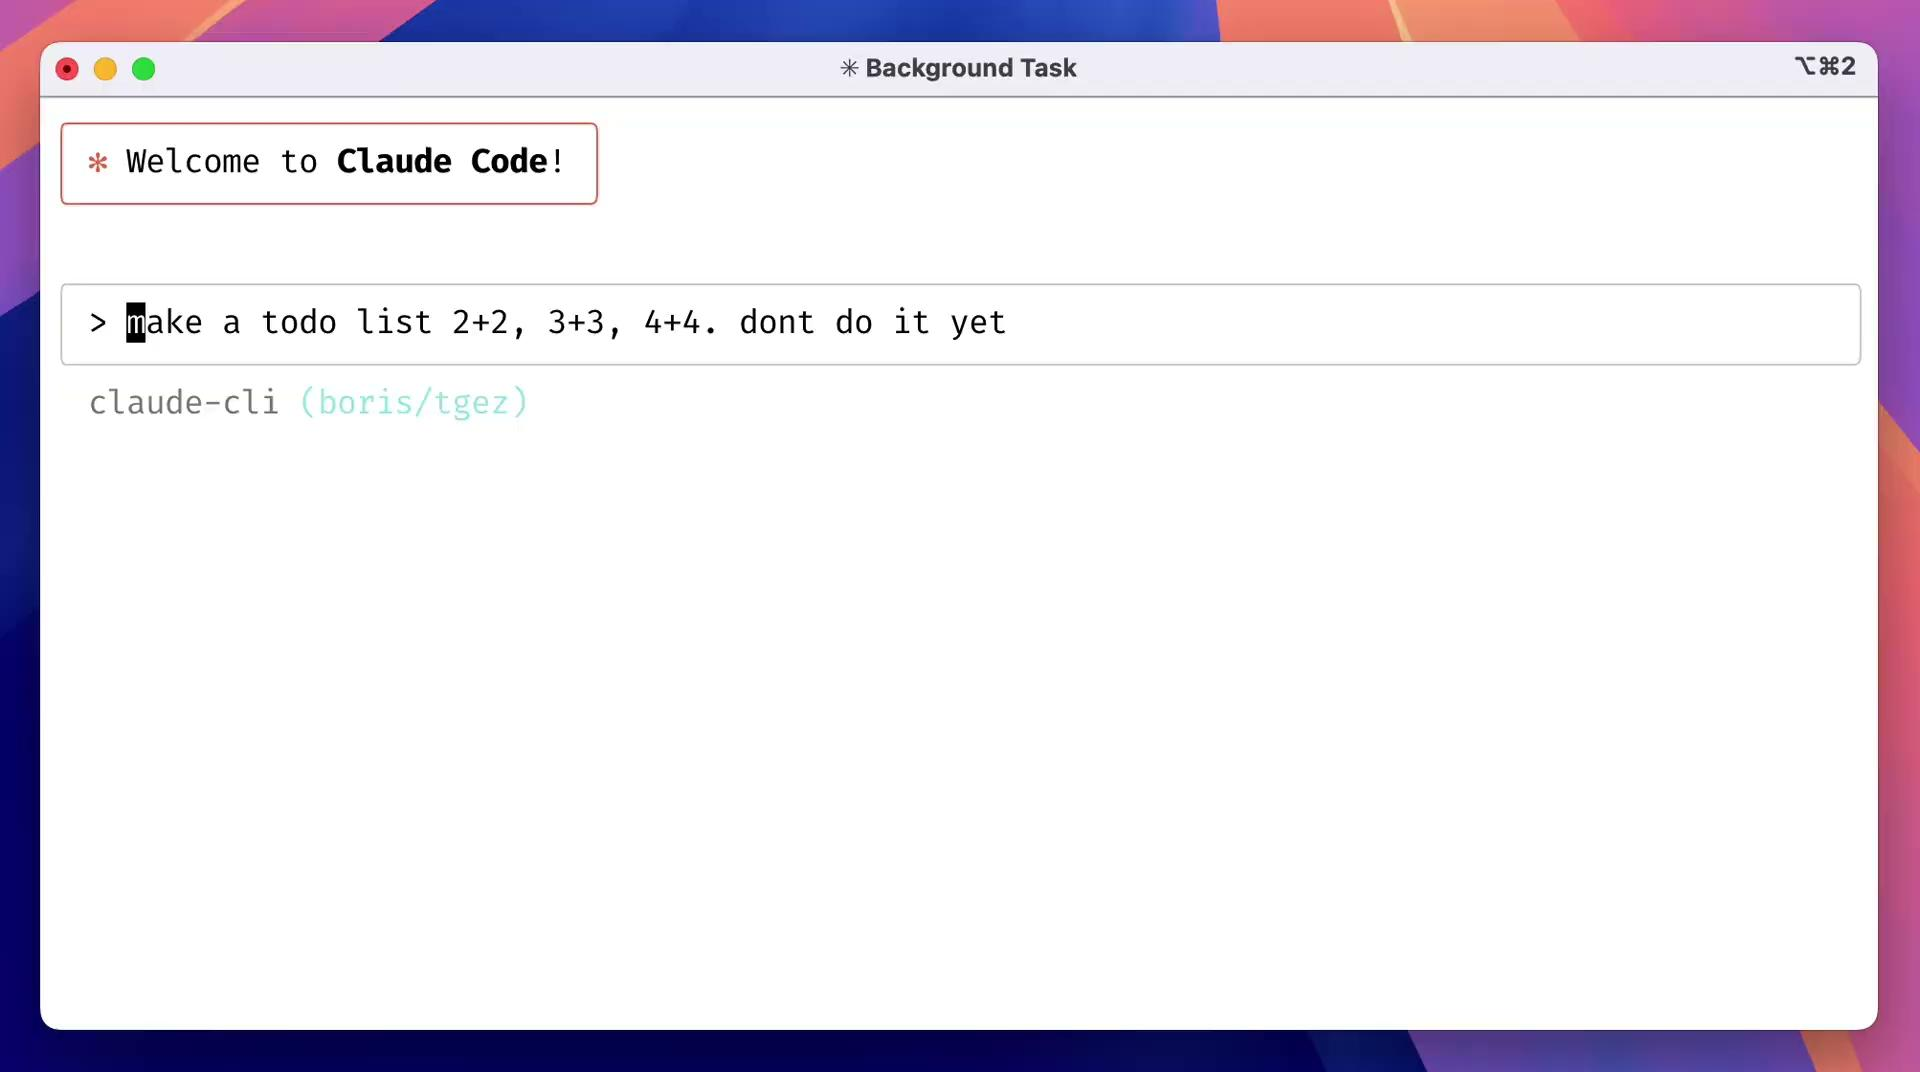 ✳ Background Task
⌥⌘2
✻ Welcome to Claude Code!
> make a todo list 2+2, 3+3, 4+4. dont do it yet
claude-cli (boris/tgez)